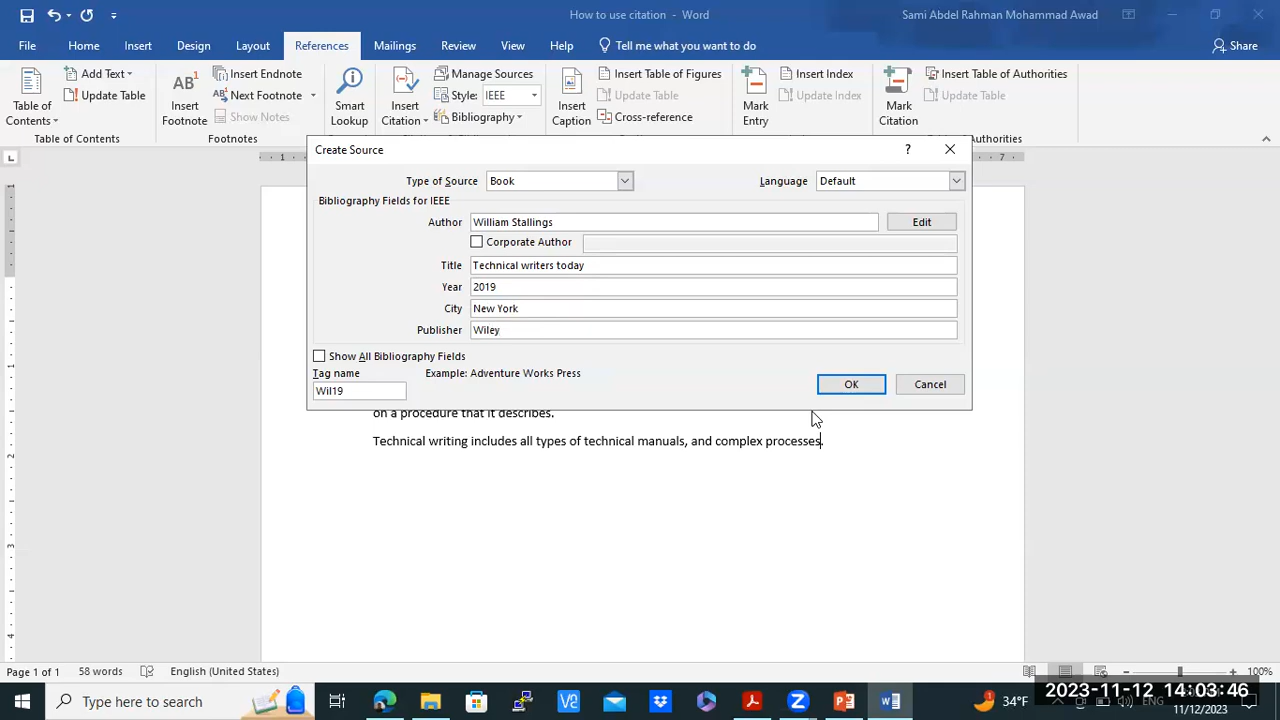 How to use citation - Word
Sami Abdel Rahman Mohammad Awad
File Home Insert Design Layout References Mailings Review View Help Tell me what you want to do Share
Table of Contents
Add Text
Update Table
Table of Contents
AB¹
Insert Footnote
Insert Endnote
Next Footnote
Show Notes
Footnotes
Smart Lookup
Insert Citation
Manage Sources
Style: IEEE
Bibliography
Insert Caption
Insert Table of Figures
Update Table
Cross-reference
Mark Entry
Insert Index
Update Index
Mark Citation
Insert Table of Authorities
Update Table
Create Source
?
Type of Source Book
Language Default
Bibliography Fields for IEEE
Author William Stallings Edit
Corporate Author
Title Technical writers today
Year 2019
City New York
Publisher Wiley
Show All Bibliography Fields
Tag name Example: Adventure Works Press
Wil19
OK Cancel
on a procedure that it describes.
Technical writing includes all types of technical manuals, and complex processes.
Page 1 of 1 58 words English (United States) 100%
Type here to search
34°F
ENG
2023-11-12 14:03:46
11/12/2023